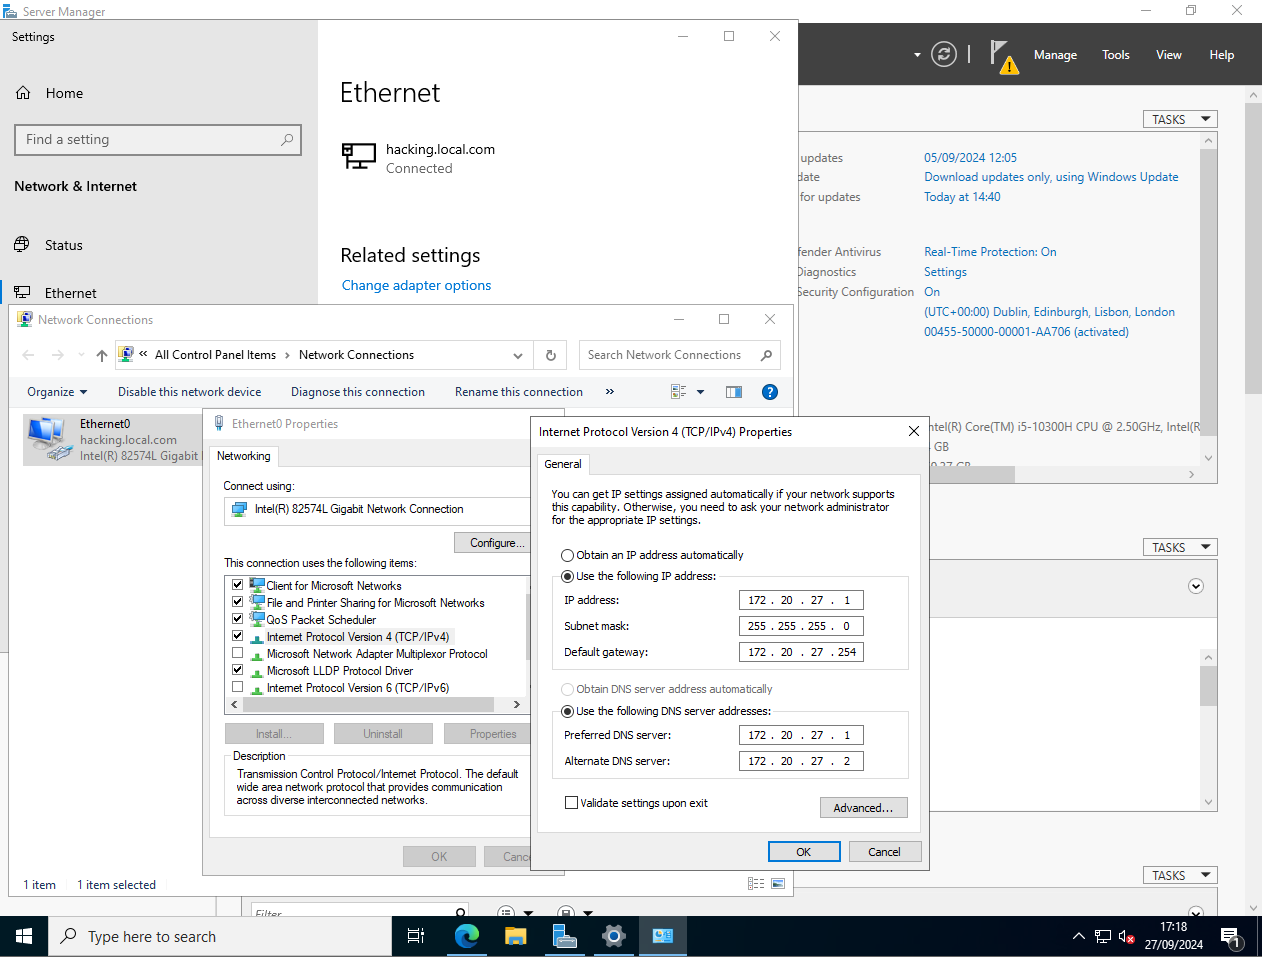 Server Manager
Settings
Home
Find a setting
Network & Internet
Status
Ethernet
Ethernet
hacking.local.com
Connected
Related settings
Change adapter options
Manage
Tools
View
Help
TASKS
updates
05/09/2024 12:05
Download updates only, using Windows Update
for updates
Today at 14:40
Real-Time Protection: On
Settings
Security Configuration
On
(UTC+00:00) Dublin, Edinburgh, Lisbon, London
00455-50000-00001-AA706 (activated)
Intel(R) Core(TM) i5-10300H CPU @ 2.50GHz, Intel(R
GB
TASKS
TASKS
Network Connections
« All Control Panel Items › Network Connections
Search Network Connections
Organize
Disable this network device
Diagnose this connection
Rename this connection
»
Ethernet0
hacking.local.com
Intel(R) 82574L Gigabit
1 item
1 item selected
Ethernet0 Properties
Networking
Connect using:
Intel(R) 82574L Gigabit Network Connection
Configure...
This connection uses the following items:
Client for Microsoft Networks
File and Printer Sharing for Microsoft Networks
QoS Packet Scheduler
Internet Protocol Version 4 (TCP/IPv4)
Microsoft Network Adapter Multiplexor Protocol
Microsoft LLDP Protocol Driver
Internet Protocol Version 6 (TCP/IPv6)
Install...
Uninstall
Properties
Description
Transmission Control Protocol/Internet Protocol. The default
wide area network protocol that provides communication
across diverse interconnected networks.
OK
Internet Protocol Version 4 (TCP/IPv4) Properties
General
You can get IP settings assigned automatically if your network supports
this capability. Otherwise, you need to ask your network administrator
for the appropriate IP settings.
Obtain an IP address automatically
Use the following IP address:
IP address:
172 . 20 . 27 . 1
Subnet mask:
255 . 255 . 255 . 0
Default gateway:
172 . 20 . 27 . 254
Obtain DNS server address automatically
Use the following DNS server addresses:
Preferred DNS server:
172 . 20 . 27 . 1
Alternate DNS server:
172 . 20 . 27 . 2
Validate settings upon exit
Advanced...
OK
Cancel
Filter
Type here to search
17:18
27/09/2024
1